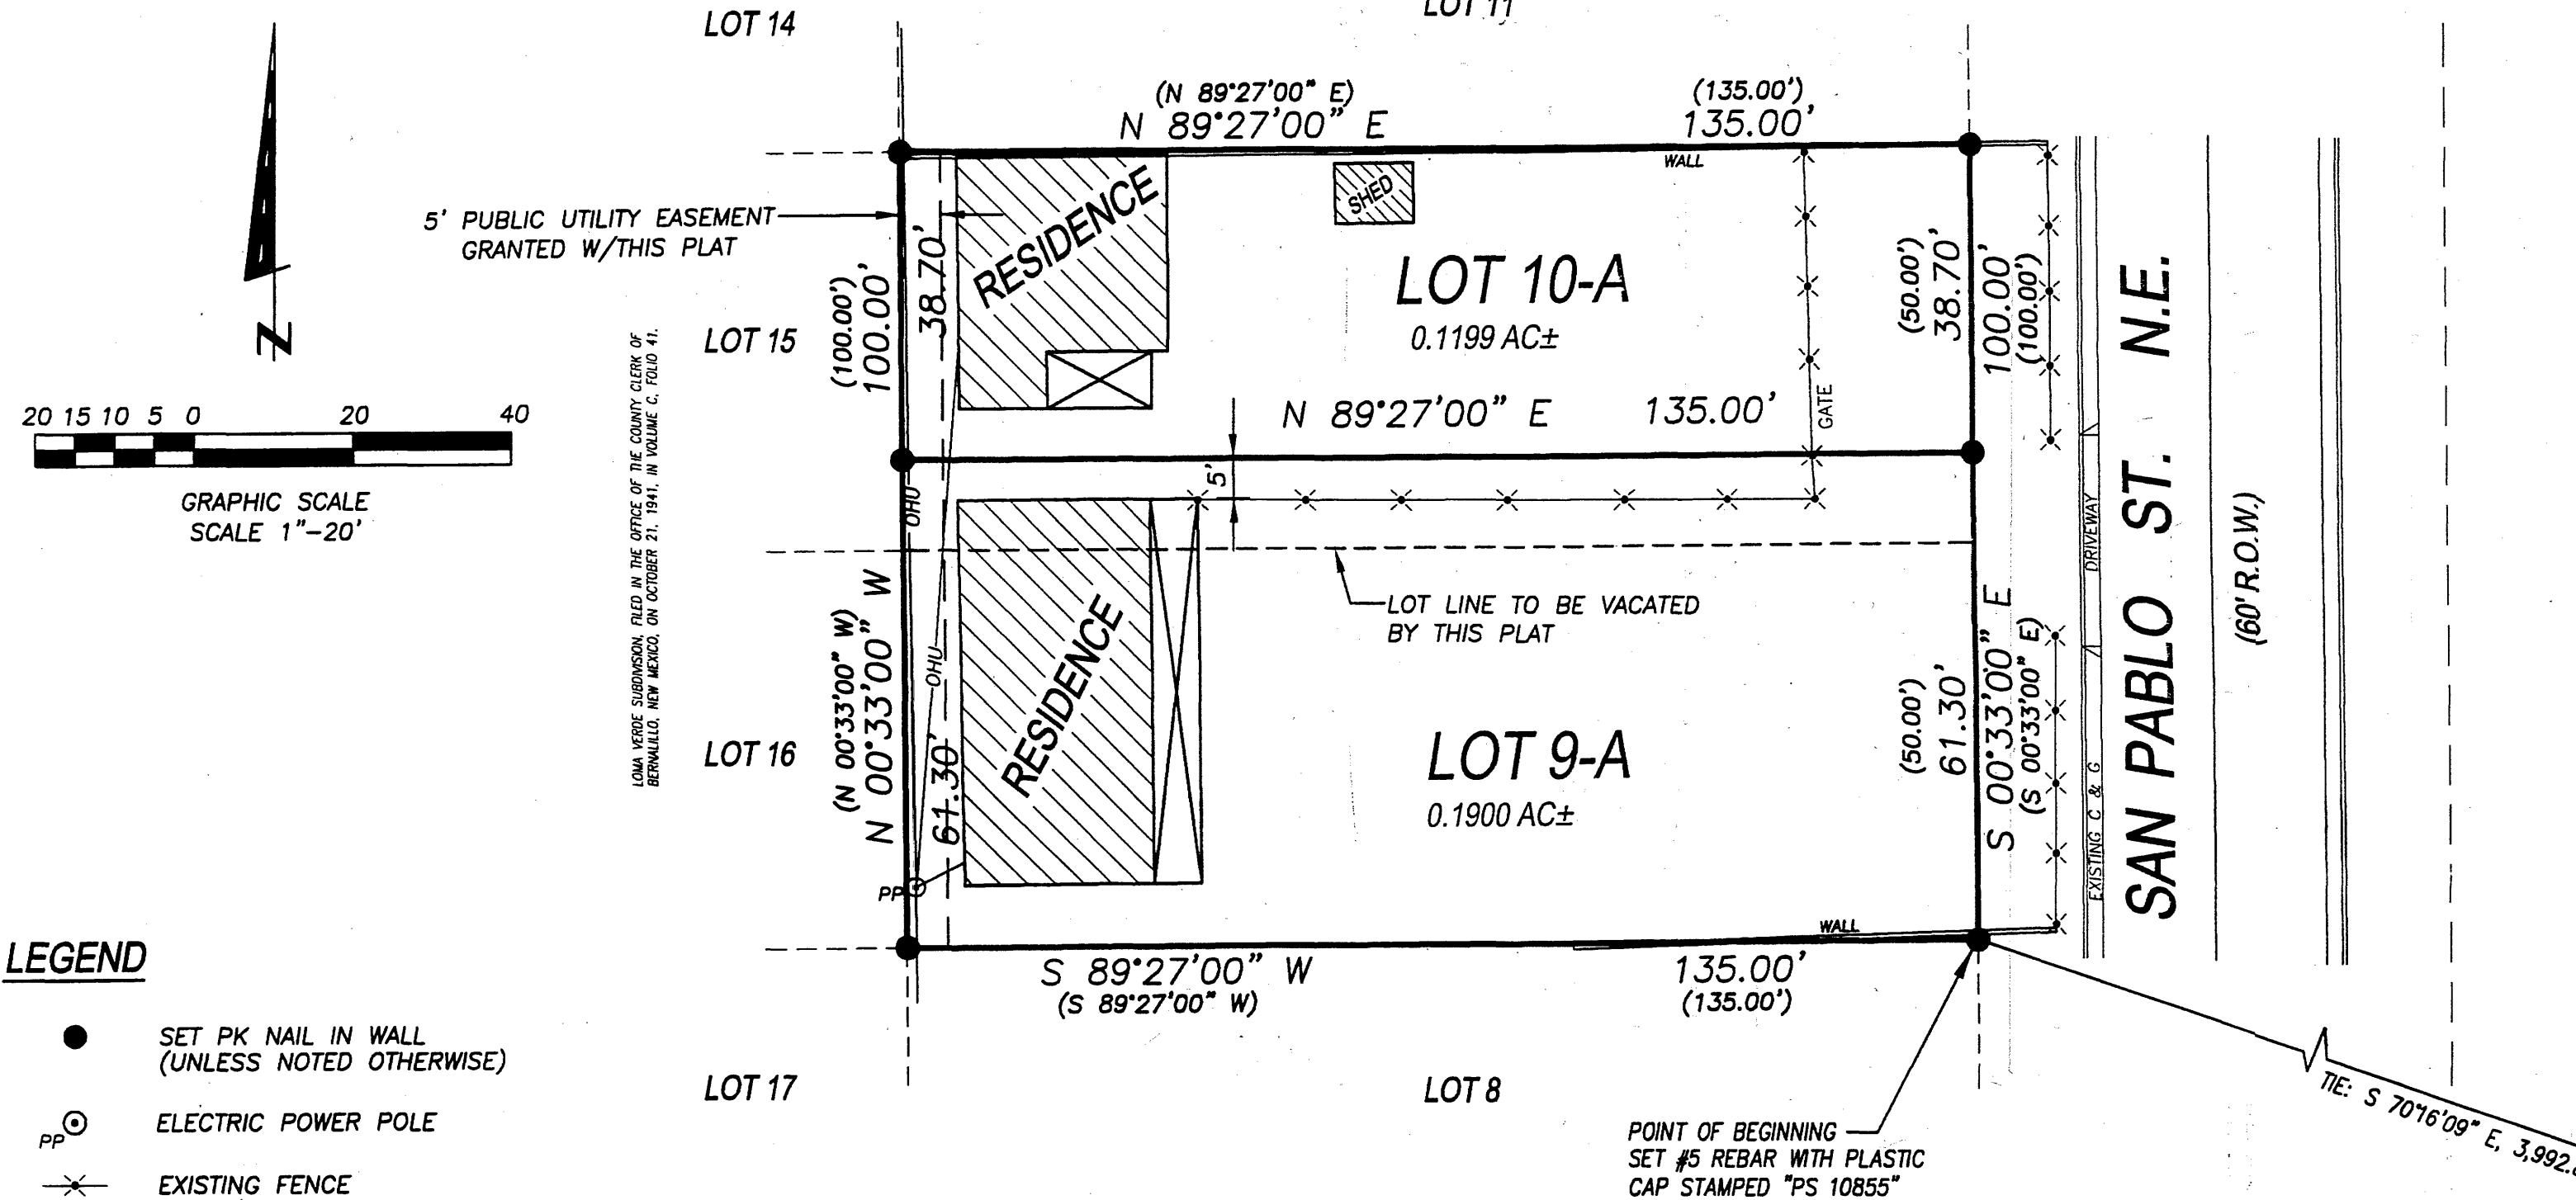 LOT 14
LOT 11
(N 89°27'00" E)
N 89°27'00" E
(135.00')
135.00'
WALL
5' PUBLIC UTILITY EASEMENT
GRANTED W/THIS PLAT
RESIDENCE
SHED
LOT 10-A
0.1199 AC±
(100.00')
100.00'
38.70'
(50.00')
38.70'
100.00'
(100.00')
N
LOT 15
20 15 10 5 0 20 40
GRAPHIC SCALE
SCALE 1"-20'
LOMA VERDE SUBDIVISION, FILED IN THE OFFICE OF THE COUNTY CLERK OF
BERNALILLO, NEW MEXICO, ON OCTOBER 21, 1941, IN VOLUME C, FOLIO 41.
N 89°27'00" E 135.00'
GATE
5'
OHU
OHU
DRIVEWAY
EXISTING C & G
SAN PABLO ST. N.E.
(60' R.O.W.)
LOT LINE TO BE VACATED
BY THIS PLAT
RESIDENCE
LOT 9-A
0.1900 AC±
(N 00°33'00" W)
N 00°33'00" W
61.30'
(50.00')
61.30'
S 00°33'00" E
(S 00°33'00" E)
LOT 16
PP
WALL
S 89°27'00" W
(S 89°27'00" W)
135.00'
(135.00')
LEGEND
SET PK NAIL IN WALL
(UNLESS NOTED OTHERWISE)
PP
ELECTRIC POWER POLE
EXISTING FENCE
LOT 17
LOT 8
POINT OF BEGINNING
SET #5 REBAR WITH PLASTIC
CAP STAMPED "PS 10855"
TIE: S 70°16'09" E,